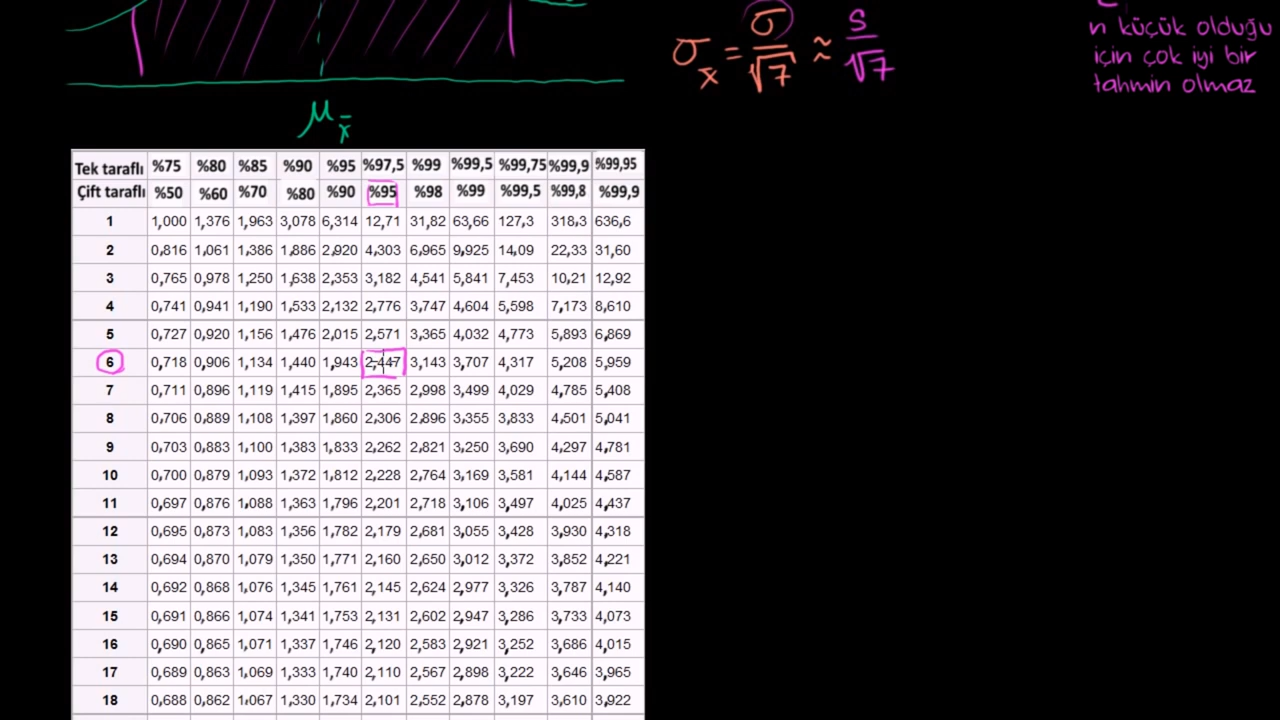 σx̄ = σ/√7 ≈ s/√7
n küçük olduğu
için çok iyi bir
tahmin olmaz
μx̄
Tek taraflı %75 %80 %85 %90 %95 %97,5 %99 %99,5 %99,75 %99,9 %99,95
Çift taraflı %50 %60 %70 %80 %90 %95 %98 %99 %99,5 %99,8 %99,9
1 1,000 1,376 1,963 3,078 6,314 12,71 31,82 63,66 127,3 318,3 636,6
2 0,816 1,061 1,386 1,886 2,920 4,303 6,965 9,925 14,09 22,33 31,60
3 0,765 0,978 1,250 1,638 2,353 3,182 4,541 5,841 7,453 10,21 12,92
4 0,741 0,941 1,190 1,533 2,132 2,776 3,747 4,604 5,598 7,173 8,610
5 0,727 0,920 1,156 1,476 2,015 2,571 3,365 4,032 4,773 5,893 6,869
6 0,718 0,906 1,134 1,440 1,943 2,447 3,143 3,707 4,317 5,208 5,959
7 0,711 0,896 1,119 1,415 1,895 2,365 2,998 3,499 4,029 4,785 5,408
8 0,706 0,889 1,108 1,397 1,860 2,306 2,896 3,355 3,833 4,501 5,041
9 0,703 0,883 1,100 1,383 1,833 2,262 2,821 3,250 3,690 4,297 4,781
10 0,700 0,879 1,093 1,372 1,812 2,228 2,764 3,169 3,581 4,144 4,587
11 0,697 0,876 1,088 1,363 1,796 2,201 2,718 3,106 3,497 4,025 4,437
12 0,695 0,873 1,083 1,356 1,782 2,179 2,681 3,055 3,428 3,930 4,318
13 0,694 0,870 1,079 1,350 1,771 2,160 2,650 3,012 3,372 3,852 4,221
14 0,692 0,868 1,076 1,345 1,761 2,145 2,624 2,977 3,326 3,787 4,140
15 0,691 0,866 1,074 1,341 1,753 2,131 2,602 2,947 3,286 3,733 4,073
16 0,690 0,865 1,071 1,337 1,746 2,120 2,583 2,921 3,252 3,686 4,015
17 0,689 0,863 1,069 1,333 1,740 2,110 2,567 2,898 3,222 3,646 3,965
18 0,688 0,862 1,067 1,330 1,734 2,101 2,552 2,878 3,197 3,610 3,922